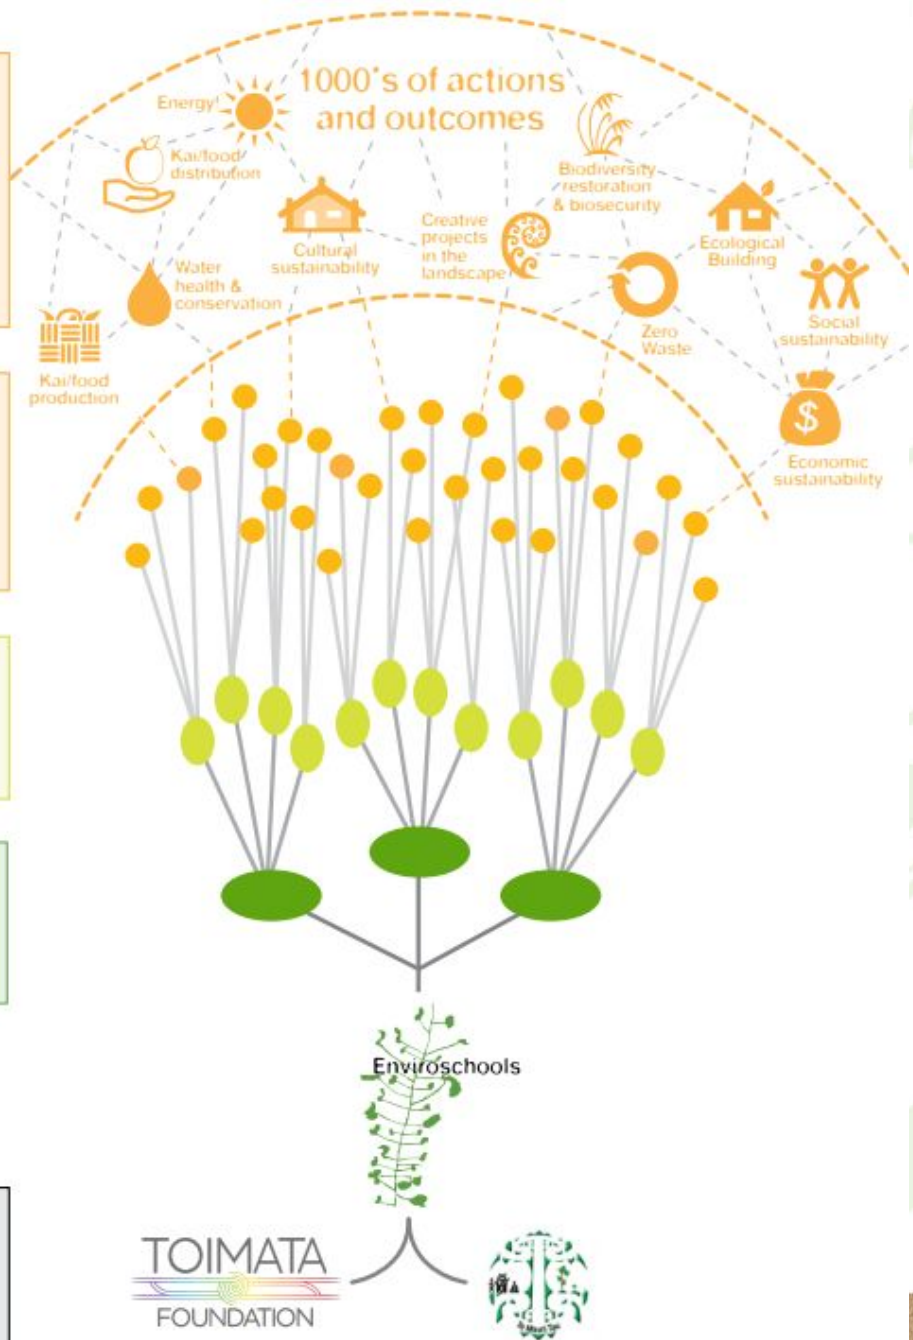 1000's of actions
and outcomes
Energy
Kai/food
distribution
Biodiversity
restoration
& biosecurity
Creative
projects
in the
landscape
Cultural
sustainability
Ecological
Building
Water
health &
conservation
Zero
Waste
Social
sustainability
Kai/food
production
$
Economic
sustainability
Enviroschools
TOIMATA
FOUNDATION